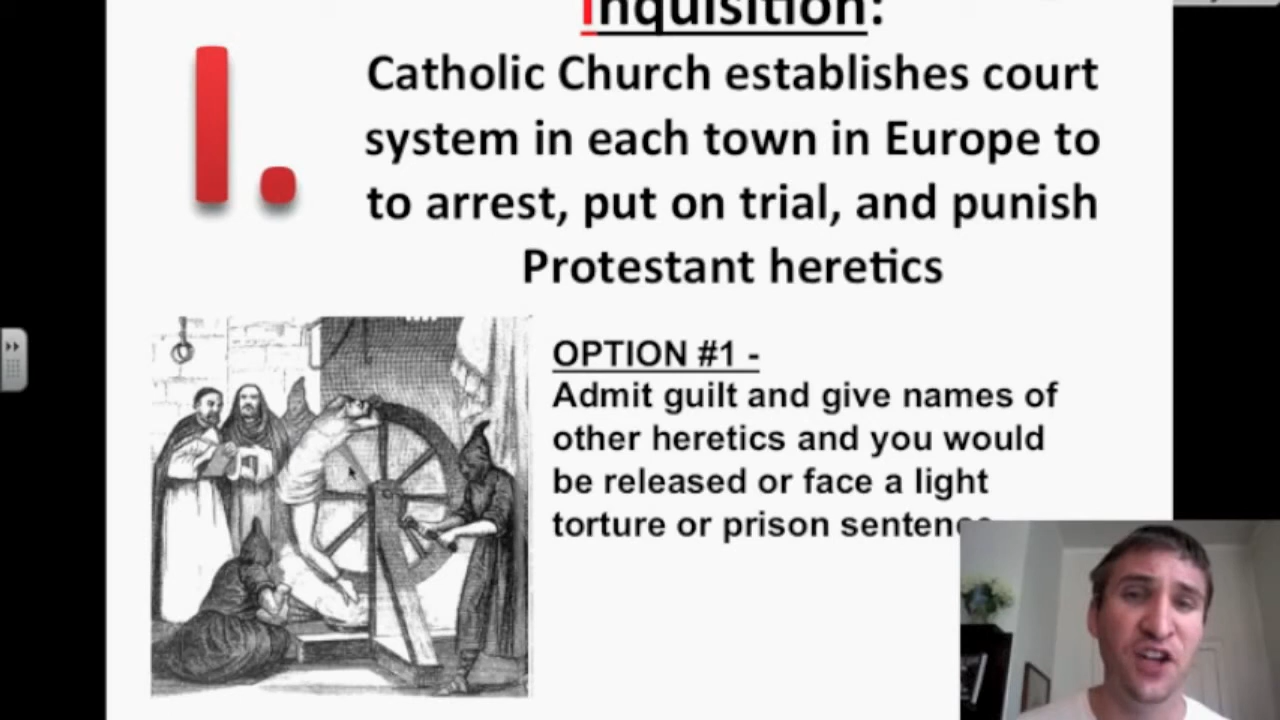 Inquisition:
I.
Catholic Church establishes court
system in each town in Europe to
to arrest, put on trial, and punish
Protestant heretics
OPTION #1 -
Admit guilt and give names of
other heretics and you would
be released or face a light
torture or prison sentenc